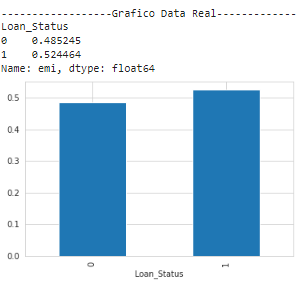 ------------------Grafico Data Real-------------
Loan_Status
0    0.485245
1    0.524464
Name: emi, dtype: float64
0.5
0.4
0.3
0.2
0.1
0.0
0 1
Loan_Status